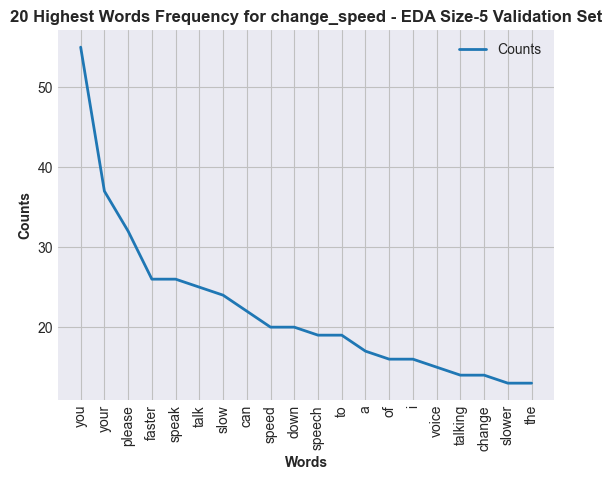 20 Highest Words Frequency for change_speed - EDA Size-5 Validation Set
Counts
50
40
30
20
Counts
you
your
please
faster
speak
talk
slow
can
speed
down
speech
to
a
of
i
voice
talking
change
slower
the
Words